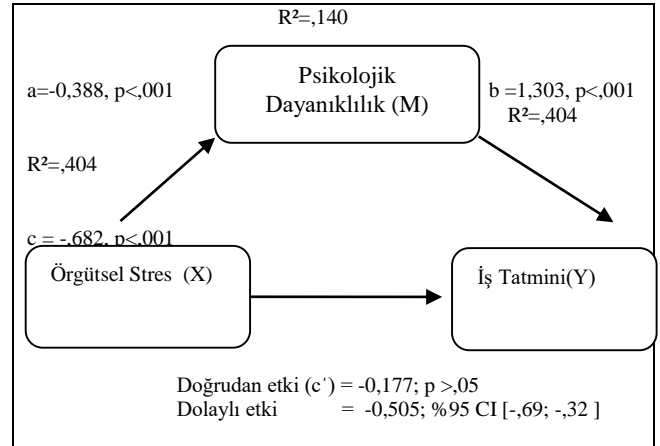 R²=,140
Psikolojik
Dayanıklılık (M)
a=-0,388, p<,001
b =1,303, p<,001
R²=,404
R²=,404
c = -,682, p<,001
Örgütsel Stres (X)
İş Tatmini(Y)
Doğrudan etki (c') = -0,177; p >,05
Dolaylı etki = -0,505; %95 CI [-,69; -,32 ]